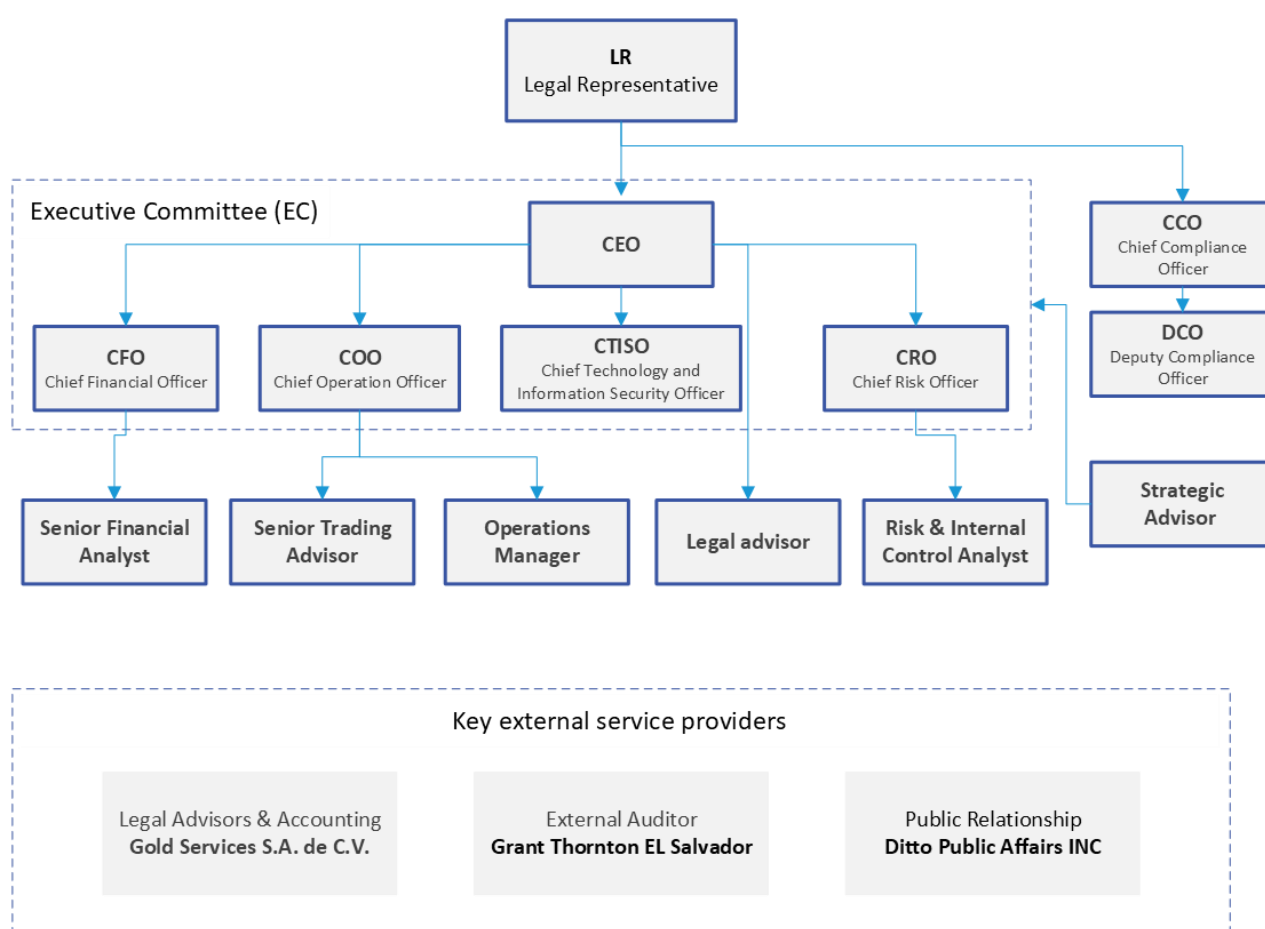 LR
Legal Representative
Executive Committee (EC)
CEO
CCO
Chief Compliance
Officer
CFO
Chief Financial Officer
COO
Chief Operation Officer
CTISO
Chief Technology and
Information Security Officer
CRO
Chief Risk Officer
DCO
Deputy Compliance
Officer
Senior Financial
Analyst
Senior Trading
Advisor
Operations
Manager
Legal advisor
Risk & Internal
Control Analyst
Strategic
Advisor
Key external service providers
Legal Advisors & Accounting
Gold Services S.A. de C.V.
External Auditor
Grant Thornton EL Salvador
Public Relationship
Ditto Public Affairs INC